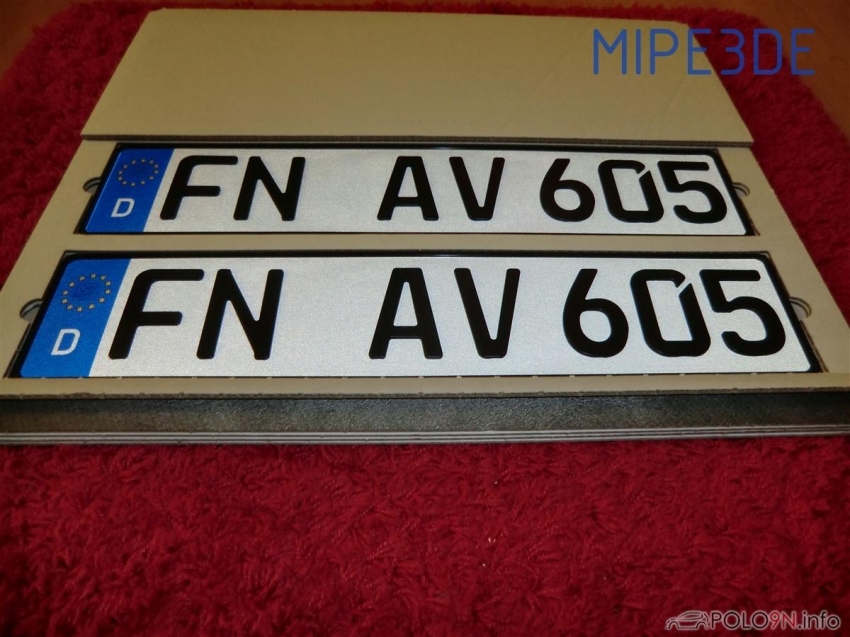 MIPE3DE
D FN AV 605
D FN AV 605
POLO9N.info